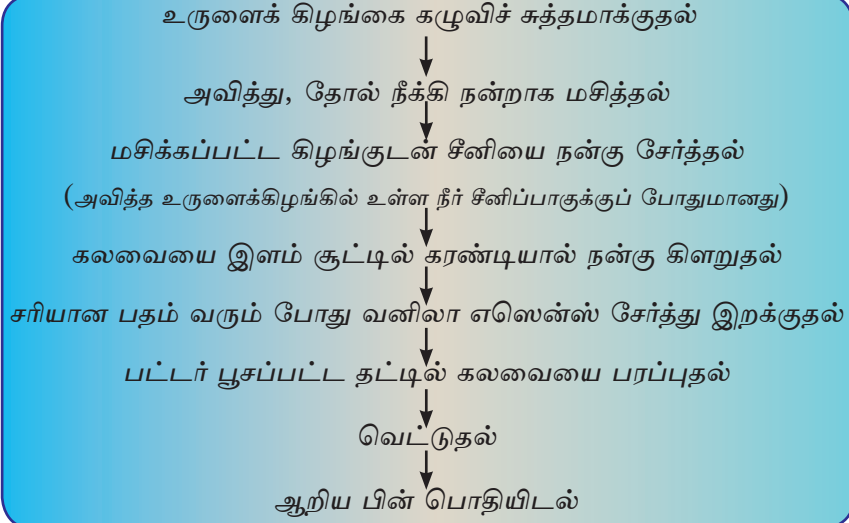 உருளைக் கிழங்கை கழுவிச் சுத்தமாக்குதல்
அவித்து, தோல் நீக்கி நன்றாக மசித்தல்
மசிக்கப்பட்ட கிழங்குடன் சீனியை நன்கு சேர்த்தல்
(அவித்த உருளைக்கிழங்கில் உள்ள நீர் சீனிப்பாகுக்குப் போதுமானது)
கலவையை இளம் சூட்டில் கரண்டியால் நன்கு கிளறுதல்
சரியான பதம் வரும் போது வனிலா எஸென்ஸ் சேர்த்து இறக்குதல்
பட்டர் பூசப்பட்ட தட்டில் கலவையை பரப்புதல்
வெட்டுதல்
ஆறிய பின் பொதியிடல்